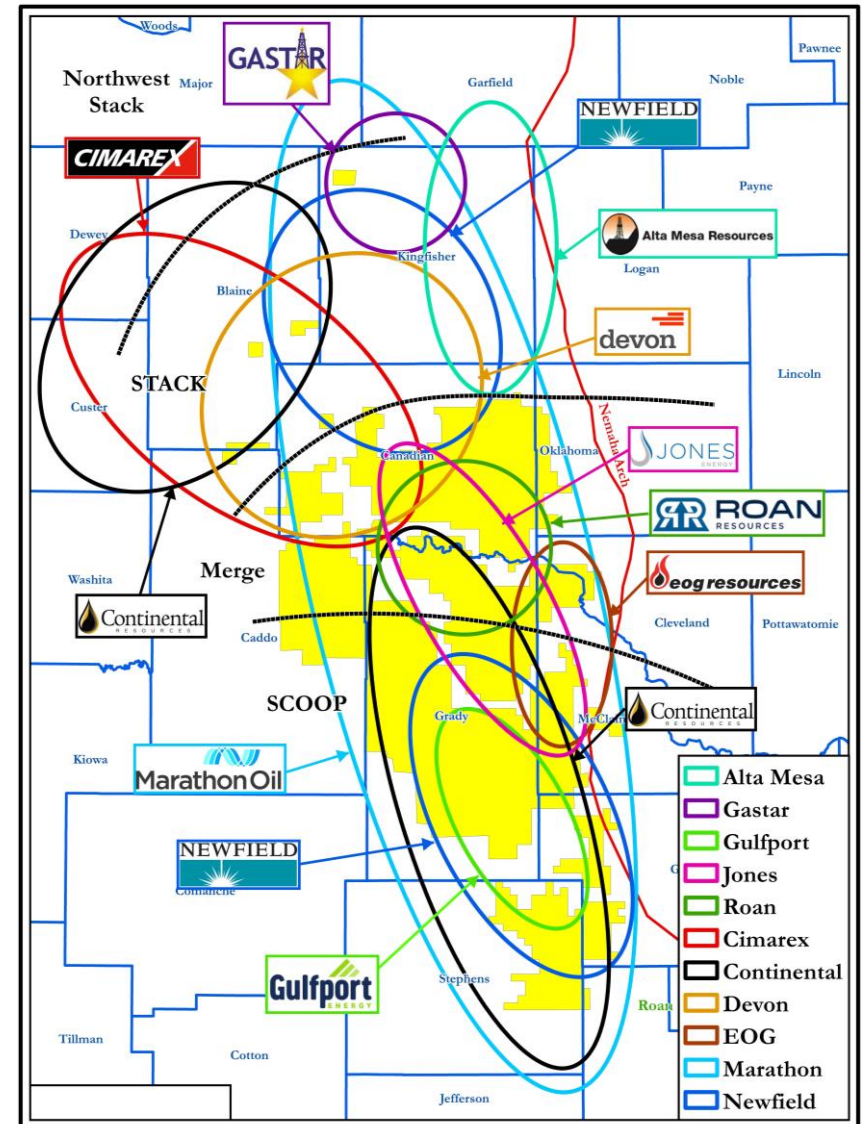 Woods
Pawnee
GASTAR
Northwest
Stack
Major
Garfield
Noble
NEWFIELD
CIMAREX
Payne
Dewey
Alta Mesa Resources
Kingfisher
Logan
Blaine
devon
STACK
Lincoln
Custer
Nemaha Arch
JONES
ENERGY
Canadian
Oklahoma
ROAN
RESOURCES
Merge
Washita
eog resources
Continental
RESOURCES
Caddo
Cleveland
Pottawatomie
SCOOP
Grady
McClain
Continental
RESOURCES
Kiowa
Marathon Oil
Alta Mesa
Gastar
Gulfport
Jones
Roan
Cimarex
Continental
Devon
EOG
Marathon
Newfield
NEWFIELD
Comanche
G
Gulfport
ENERGY
Stephens
Roan
Tillman
Cotton
Jefferson